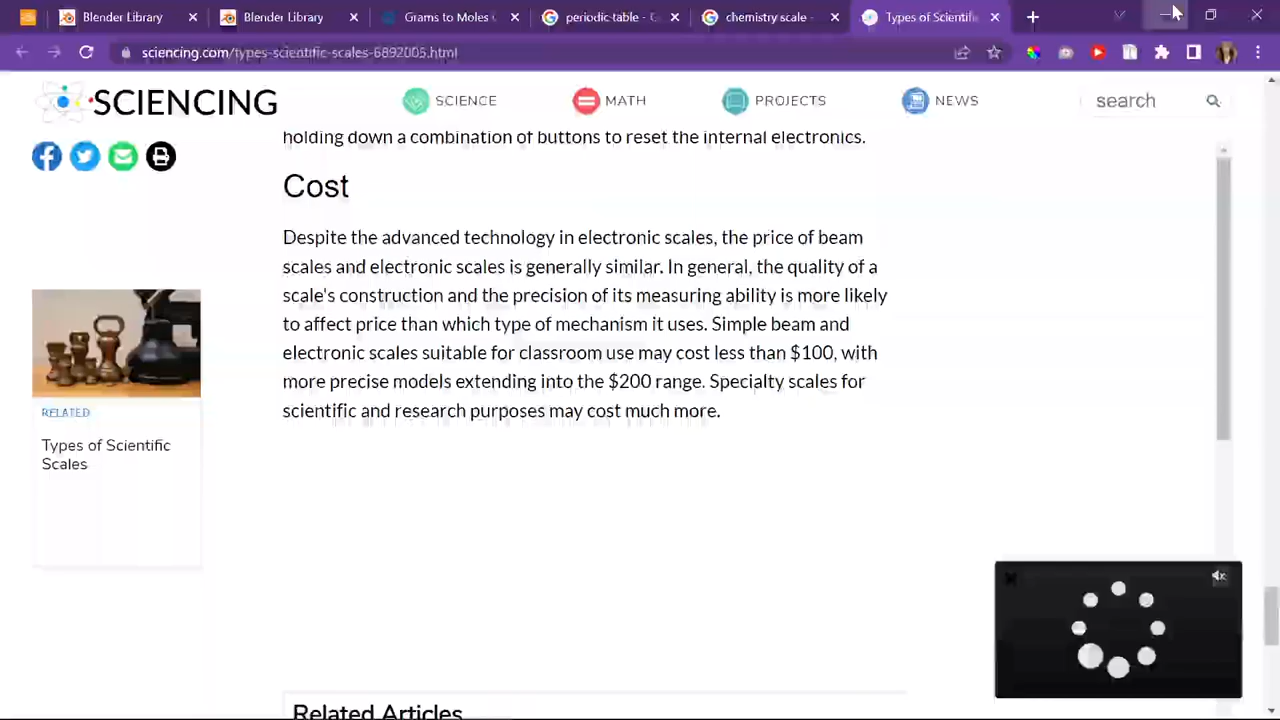 Blender Library
Blender Library
Grams to Moles
periodic-table - G
chemistry scale -
Types of Scientifi
sciencing.com/types-scientific-scales-6892005.html
SCIENCING
SCIENCE
MATH
PROJECTS
NEWS
search
holding down a combination of buttons to reset the internal electronics.
Cost
Despite the advanced technology in electronic scales, the price of beam
scales and electronic scales is generally similar. In general, the quality of a
scale's construction and the precision of its measuring ability is more likely
to affect price than which type of mechanism it uses. Simple beam and
electronic scales suitable for classroom use may cost less than $100, with
more precise models extending into the $200 range. Specialty scales for
scientific and research purposes may cost much more.
RELATED
Types of Scientific
Scales
Related Articles